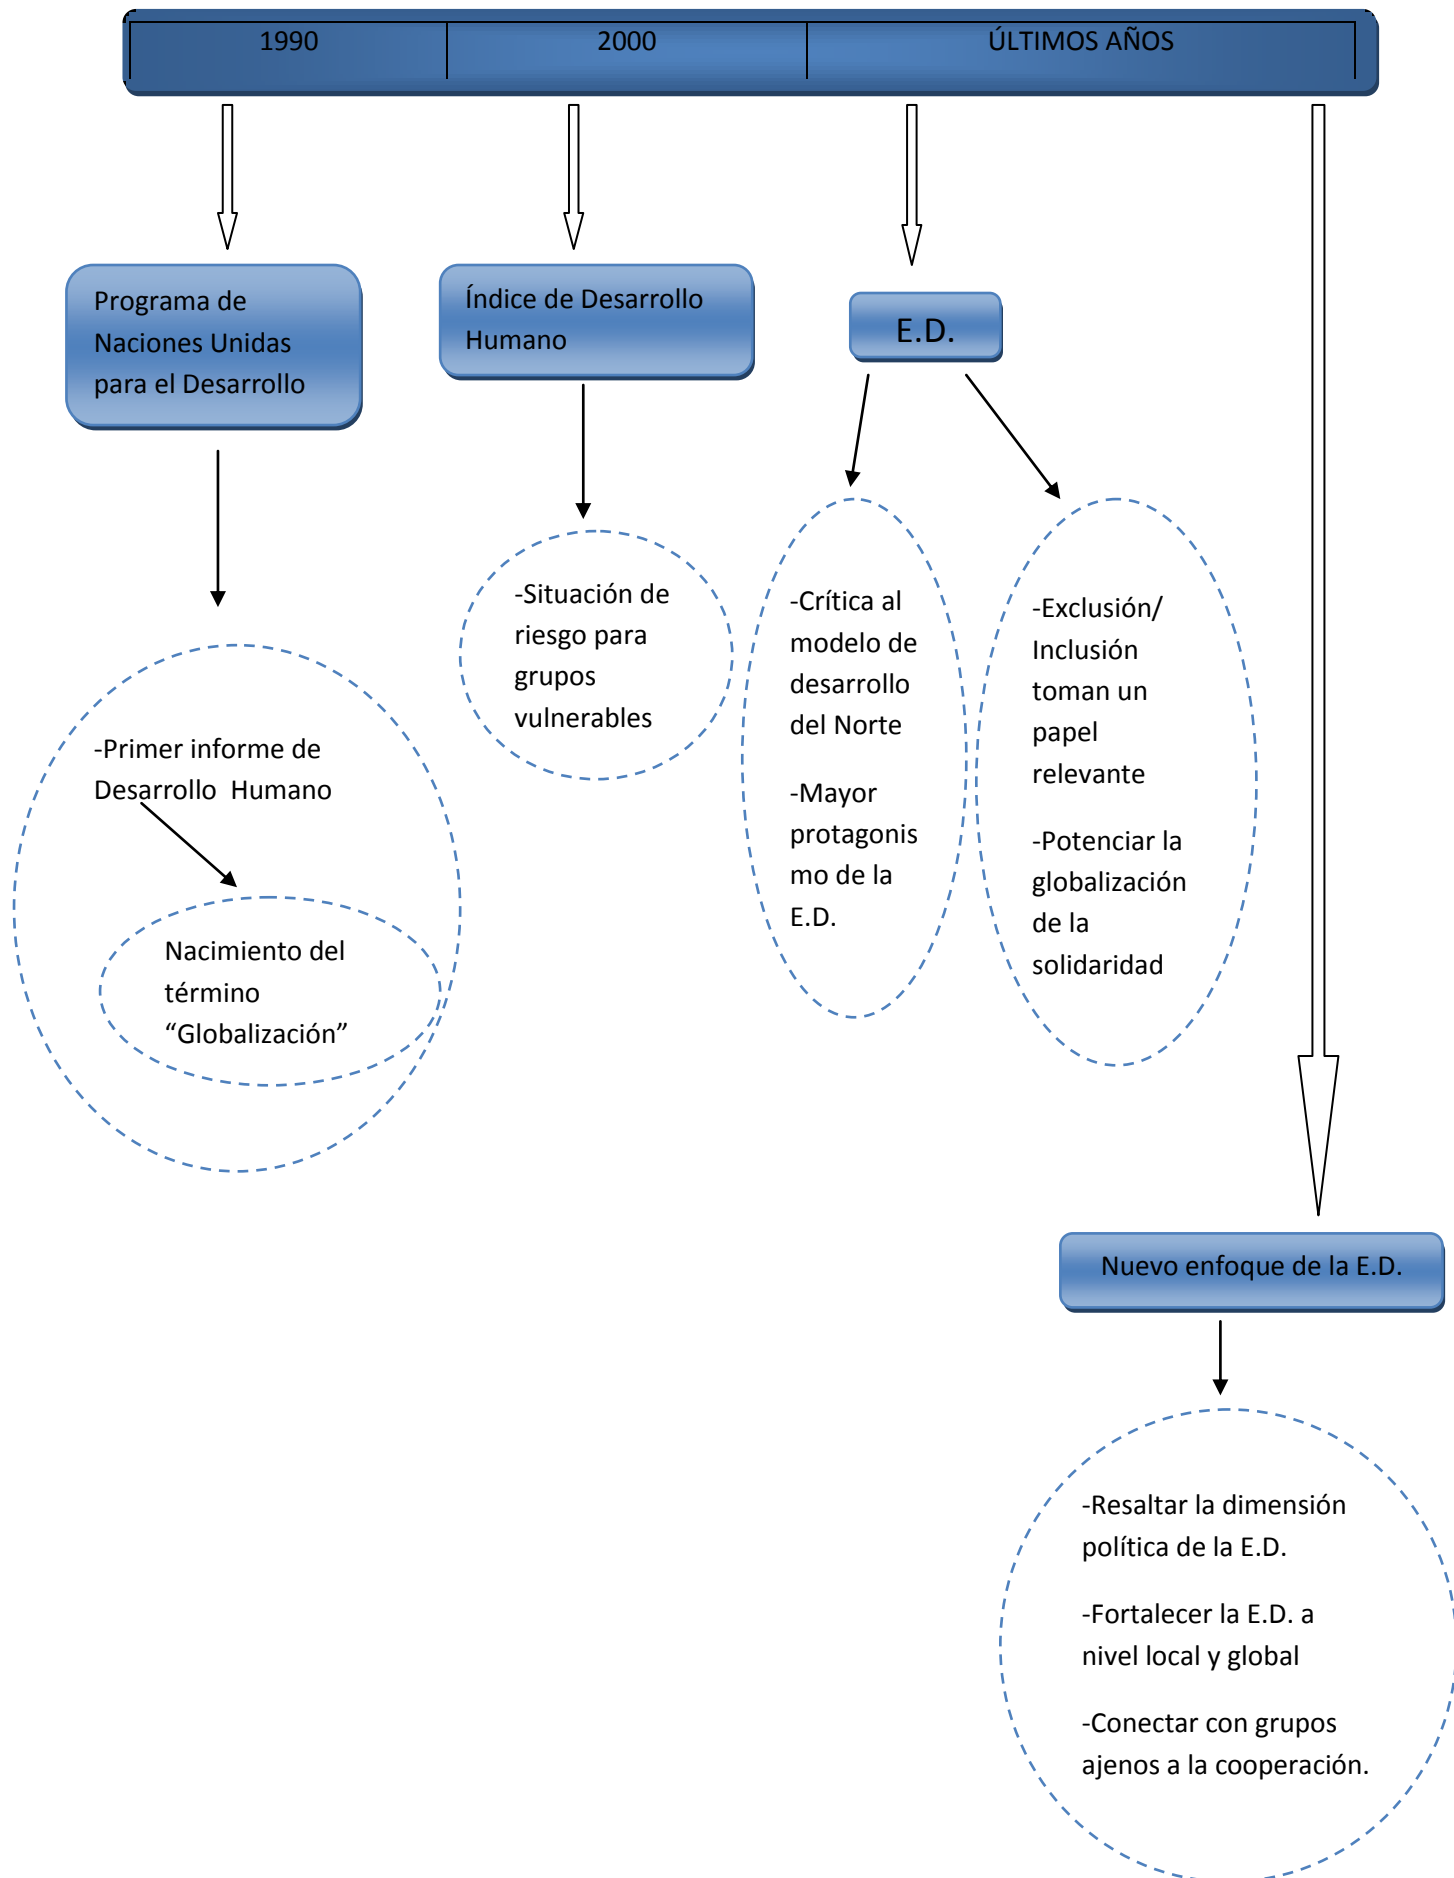 1990
2000
ÚLTIMOS AÑOS
Programa de
Naciones Unidas
para el Desarrollo
Índice de Desarrollo
Humano
E.D.
-Primer informe de
Desarrollo Humano
Nacimiento del
término
“Globalización”
-Situación de
riesgo para
grupos
vulnerables
-Crítica al
modelo de
desarrollo
del Norte
-Mayor
protagonis
mo de la
E.D.
-Exclusión/
Inclusión
toman un
papel
relevante
-Potenciar la
globalización
de la
solidaridad
Nuevo enfoque de la E.D.
-Resaltar la dimensión
política de la E.D.
-Fortalecer la E.D. a
nivel local y global
-Conectar con grupos
ajenos a la cooperación.